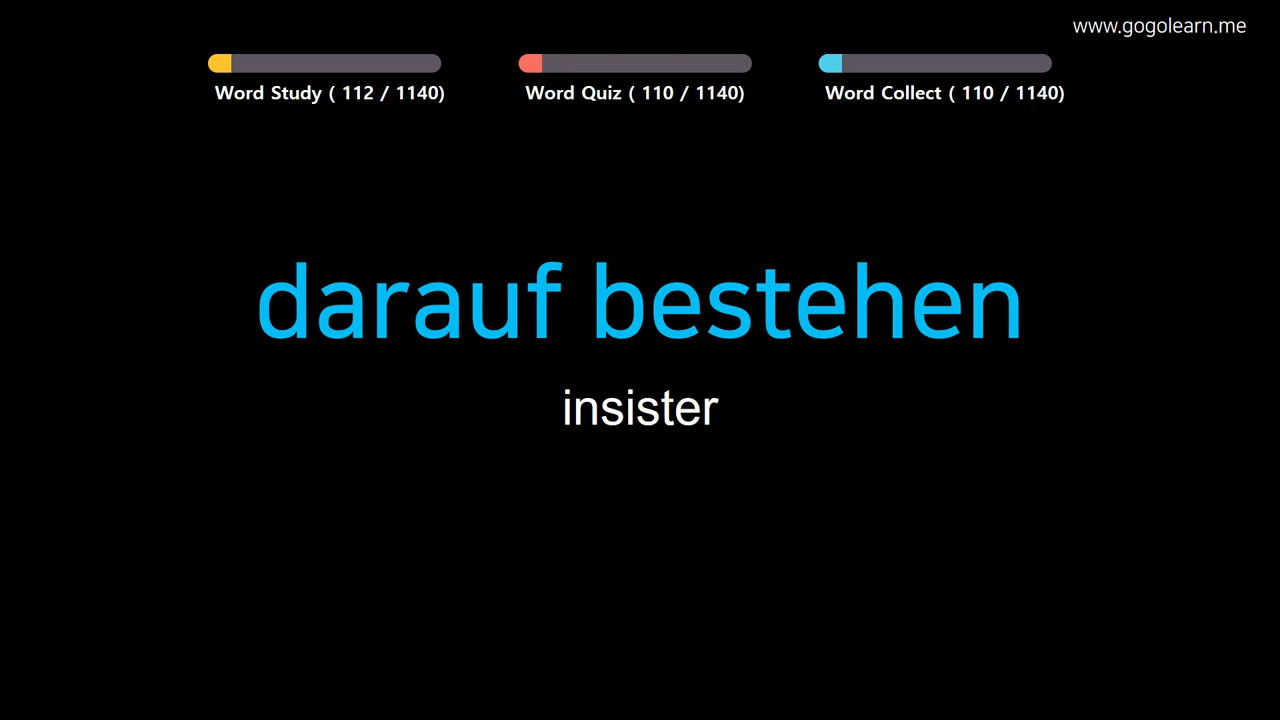 www.gogolearn.me
Word Study ( 112 / 1140)
Word Quiz ( 110 / 1140)
Word Collect ( 110 / 1140)
darauf bestehen
insister